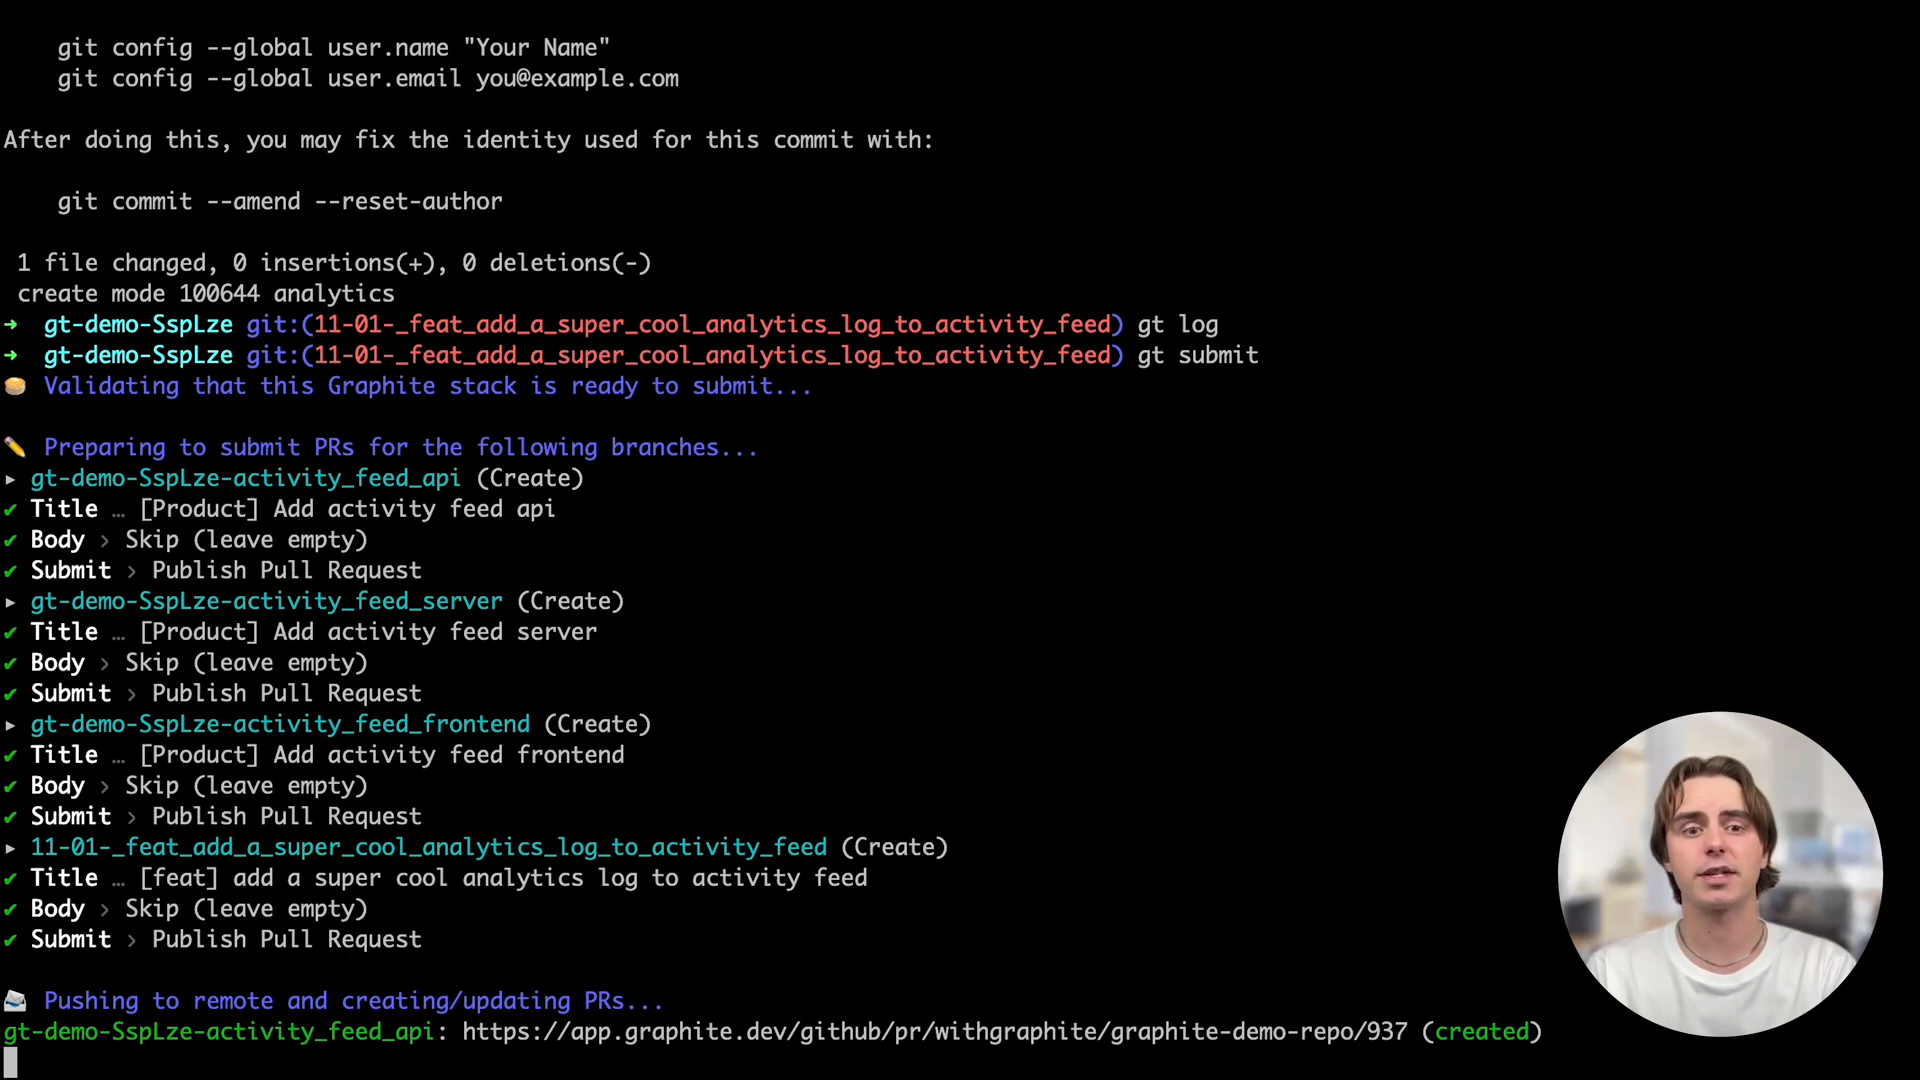 git config --global user.name "Your Name"
git config --global user.email you@example.com
After doing this, you may fix the identity used for this commit with:
git commit --amend --reset-author
1 file changed, 0 insertions(+), 0 deletions(-)
create mode 100644 analytics
➜ gt-demo-SspLze git:(11-01-_feat_add_a_super_cool_analytics_log_to_activity_feed) gt log
➜ gt-demo-SspLze git:(11-01-_feat_add_a_super_cool_analytics_log_to_activity_feed) gt submit
🥞 Validating that this Graphite stack is ready to submit...
✏️ Preparing to submit PRs for the following branches...
▸ gt-demo-SspLze-activity_feed_api (Create)
✔ Title … [Product] Add activity feed api
✔ Body › Skip (leave empty)
✔ Submit › Publish Pull Request
▸ gt-demo-SspLze-activity_feed_server (Create)
✔ Title … [Product] Add activity feed server
✔ Body › Skip (leave empty)
✔ Submit › Publish Pull Request
▸ gt-demo-SspLze-activity_feed_frontend (Create)
✔ Title … [Product] Add activity feed frontend
✔ Body › Skip (leave empty)
✔ Submit › Publish Pull Request
▸ 11-01-_feat_add_a_super_cool_analytics_log_to_activity_feed (Create)
✔ Title … [feat] add a super cool analytics log to activity feed
✔ Body › Skip (leave empty)
✔ Submit › Publish Pull Request
📨 Pushing to remote and creating/updating PRs...
gt-demo-SspLze-activity_feed_api: https://app.graphite.dev/github/pr/withgraphite/graphite-demo-repo/937 (created)